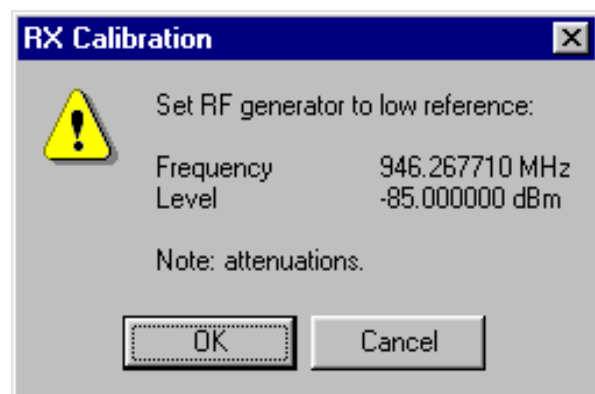 RX Calibration
Set RF generator to low reference:
Frequency 946.267710 MHz
Level -85.000000 dBm
Note: attenuations.
OK Cancel